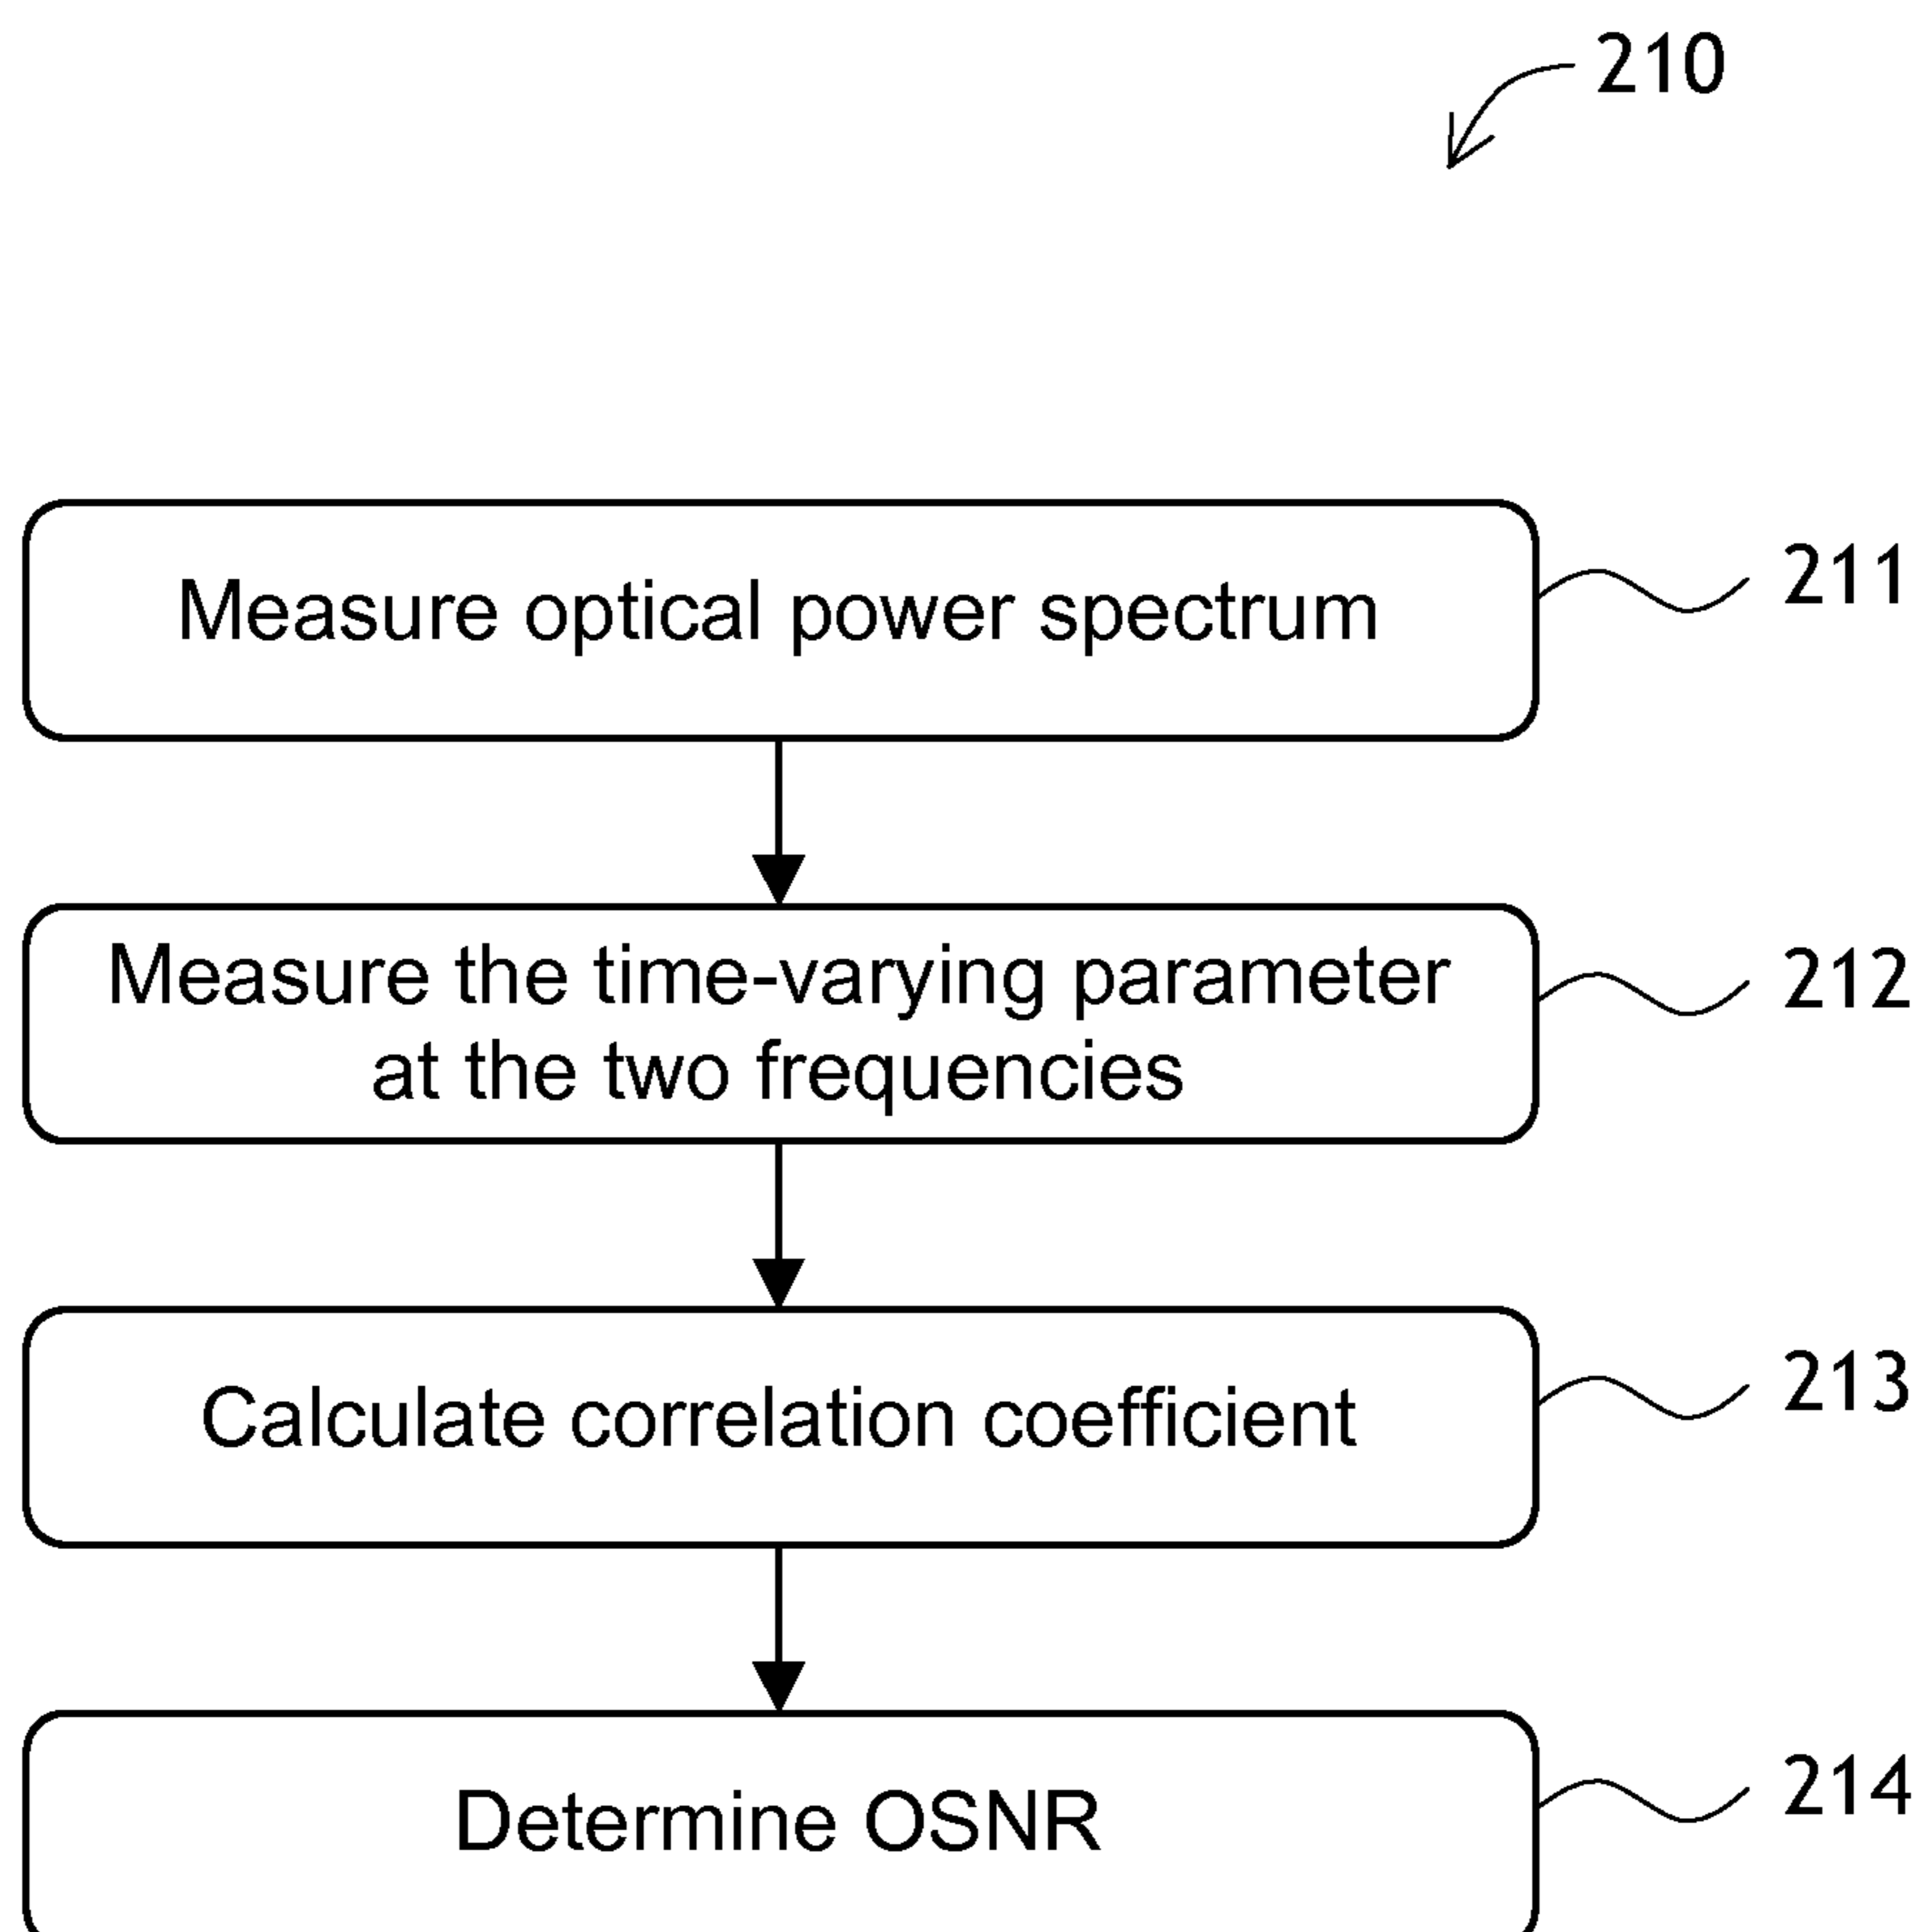 210
Measure optical power spectrum
211
Measure the time-varying parameter
at the two frequencies
212
Calculate correlation coefficient
213
Determine OSNR
214